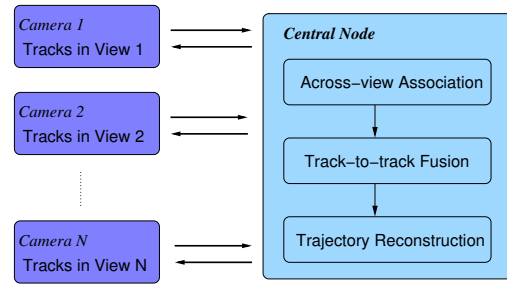 Camera 1
Tracks in View 1
Camera 2
Tracks in View 2
Camera N
Tracks in View N
Central Node
Across−view Association
Track−to−track Fusion
Trajectory Reconstruction